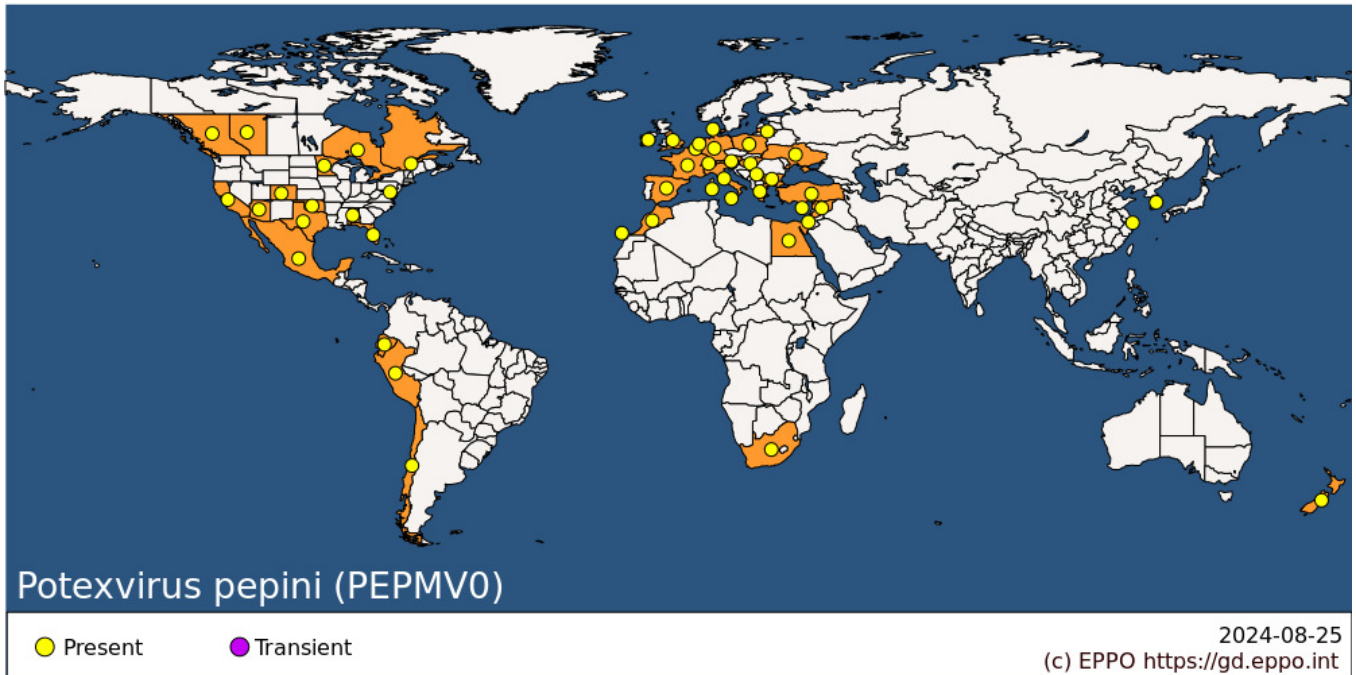 Potexvirus pepini (PEPMV0)
Present
Transient
2024-08-25
(c) EPPO https://gd.eppo.int